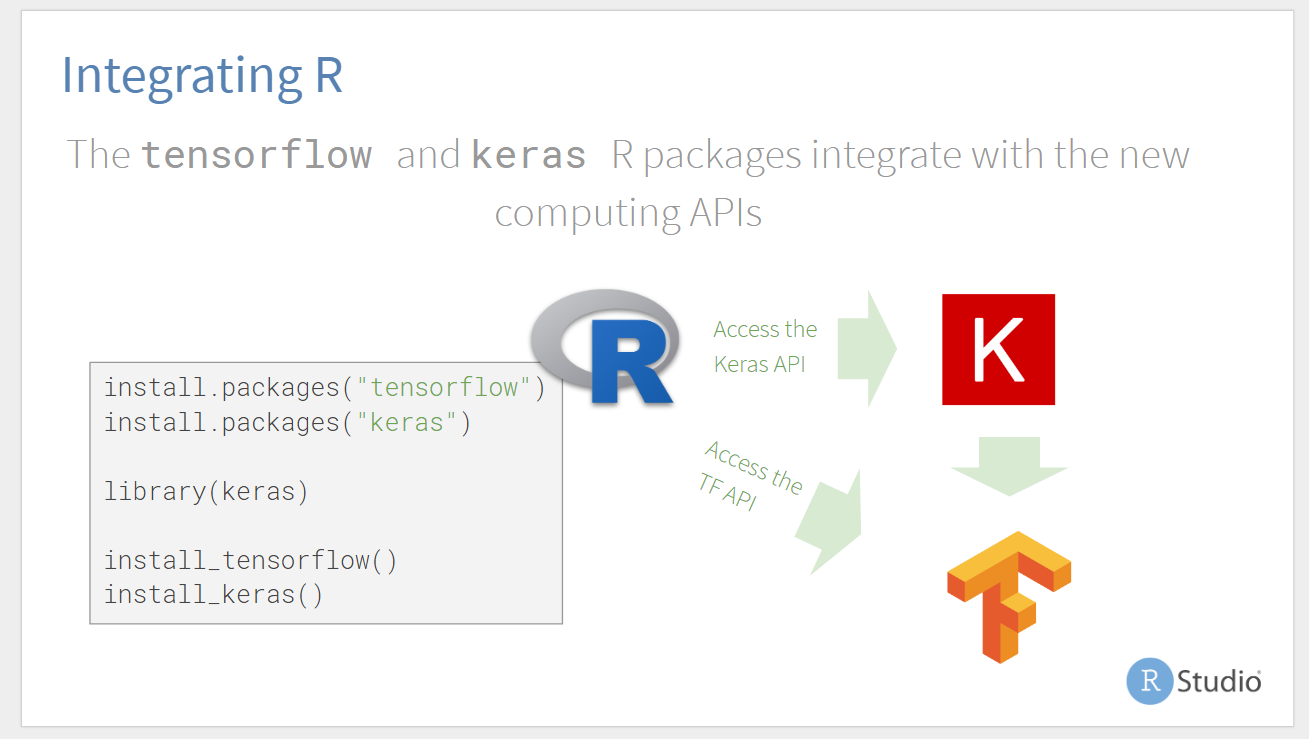 Integrating R
The tensorflow and keras R packages integrate with the new
computing APIs
install.packages("tensorflow")
install.packages("keras")
library(keras)
install_tensorflow()
install_keras()
R
Access the
Keras API
K
Access the
TF API
R Studio